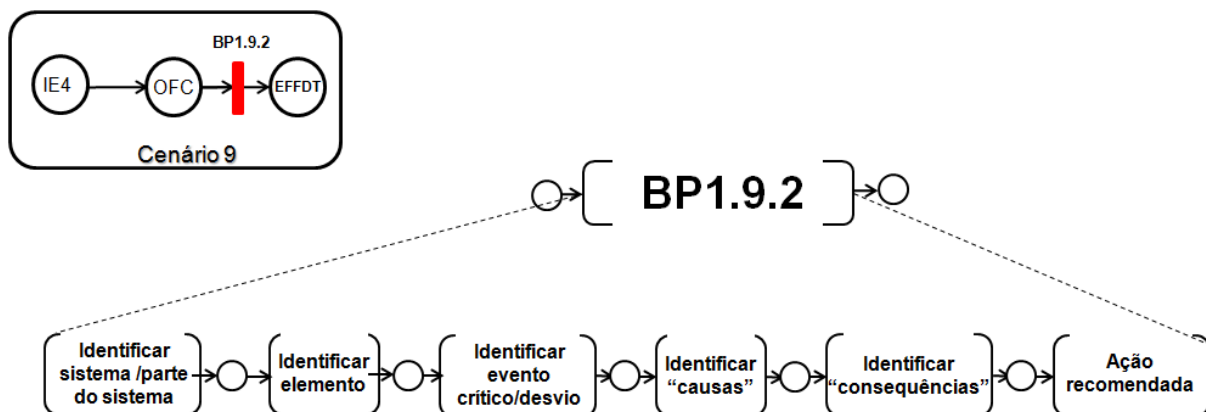 BP1.9.2
IE4
OFC
EFFDT
Cenário 9
BP1.9.2
Identificar
sistema /parte
do sistema
Identificar
elemento
Identificar
evento
crítico/desvio
Identificar
“causas”
Identificar
“consequências”
Ação
recomendada